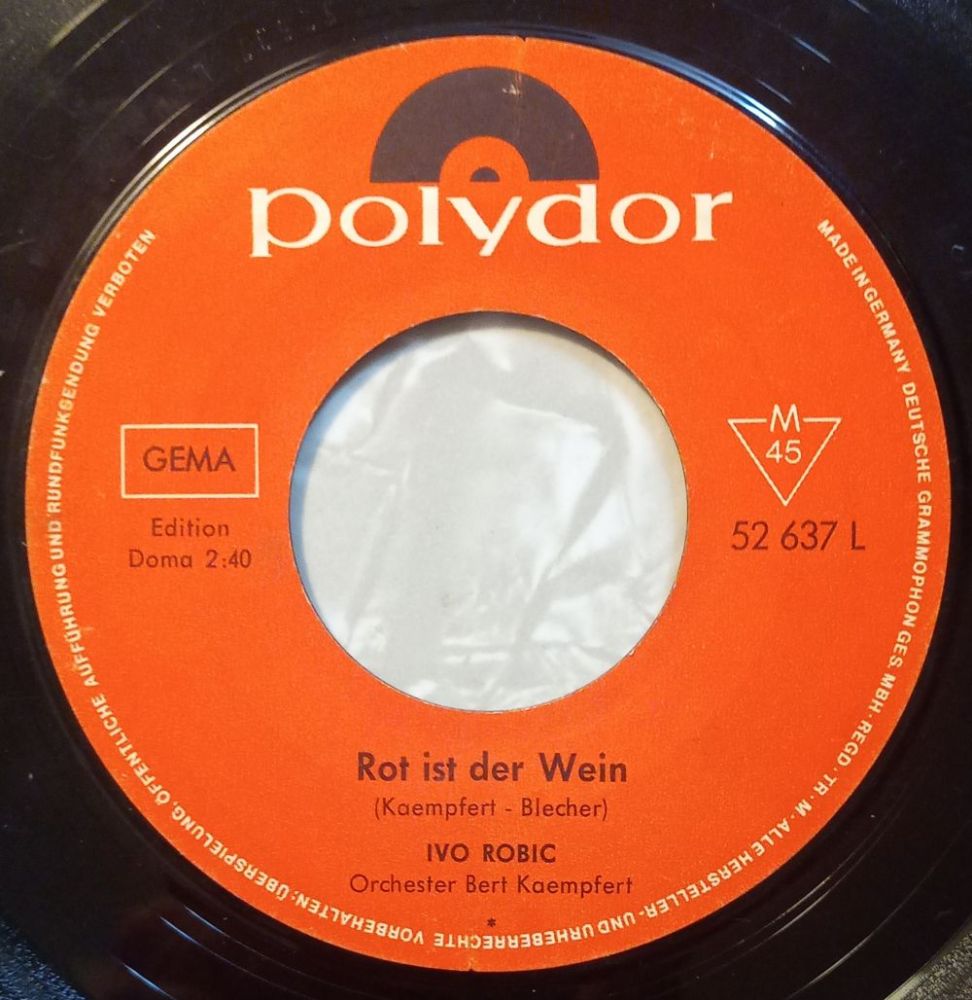 polydor
GEMA
Edition
Doma 2:40
M
45
52 637 L
Rot ist der Wein
(Kaempfert - Blecher)
IVO ROBIC
Orchester Bert Kaempfert
*
MADE IN GERMANY DEUTSCHE GRAMMOPHON GES. MBH · REGD · TR · M · ALLE HERSTELLER- UND URHEBERRECHTE VORBEHALTEN; ÜBERSPIELUNG, ÖFFENTLICHE AUFFÜHRUNG UND RUNDFUNKSENDUNG VERBOTEN